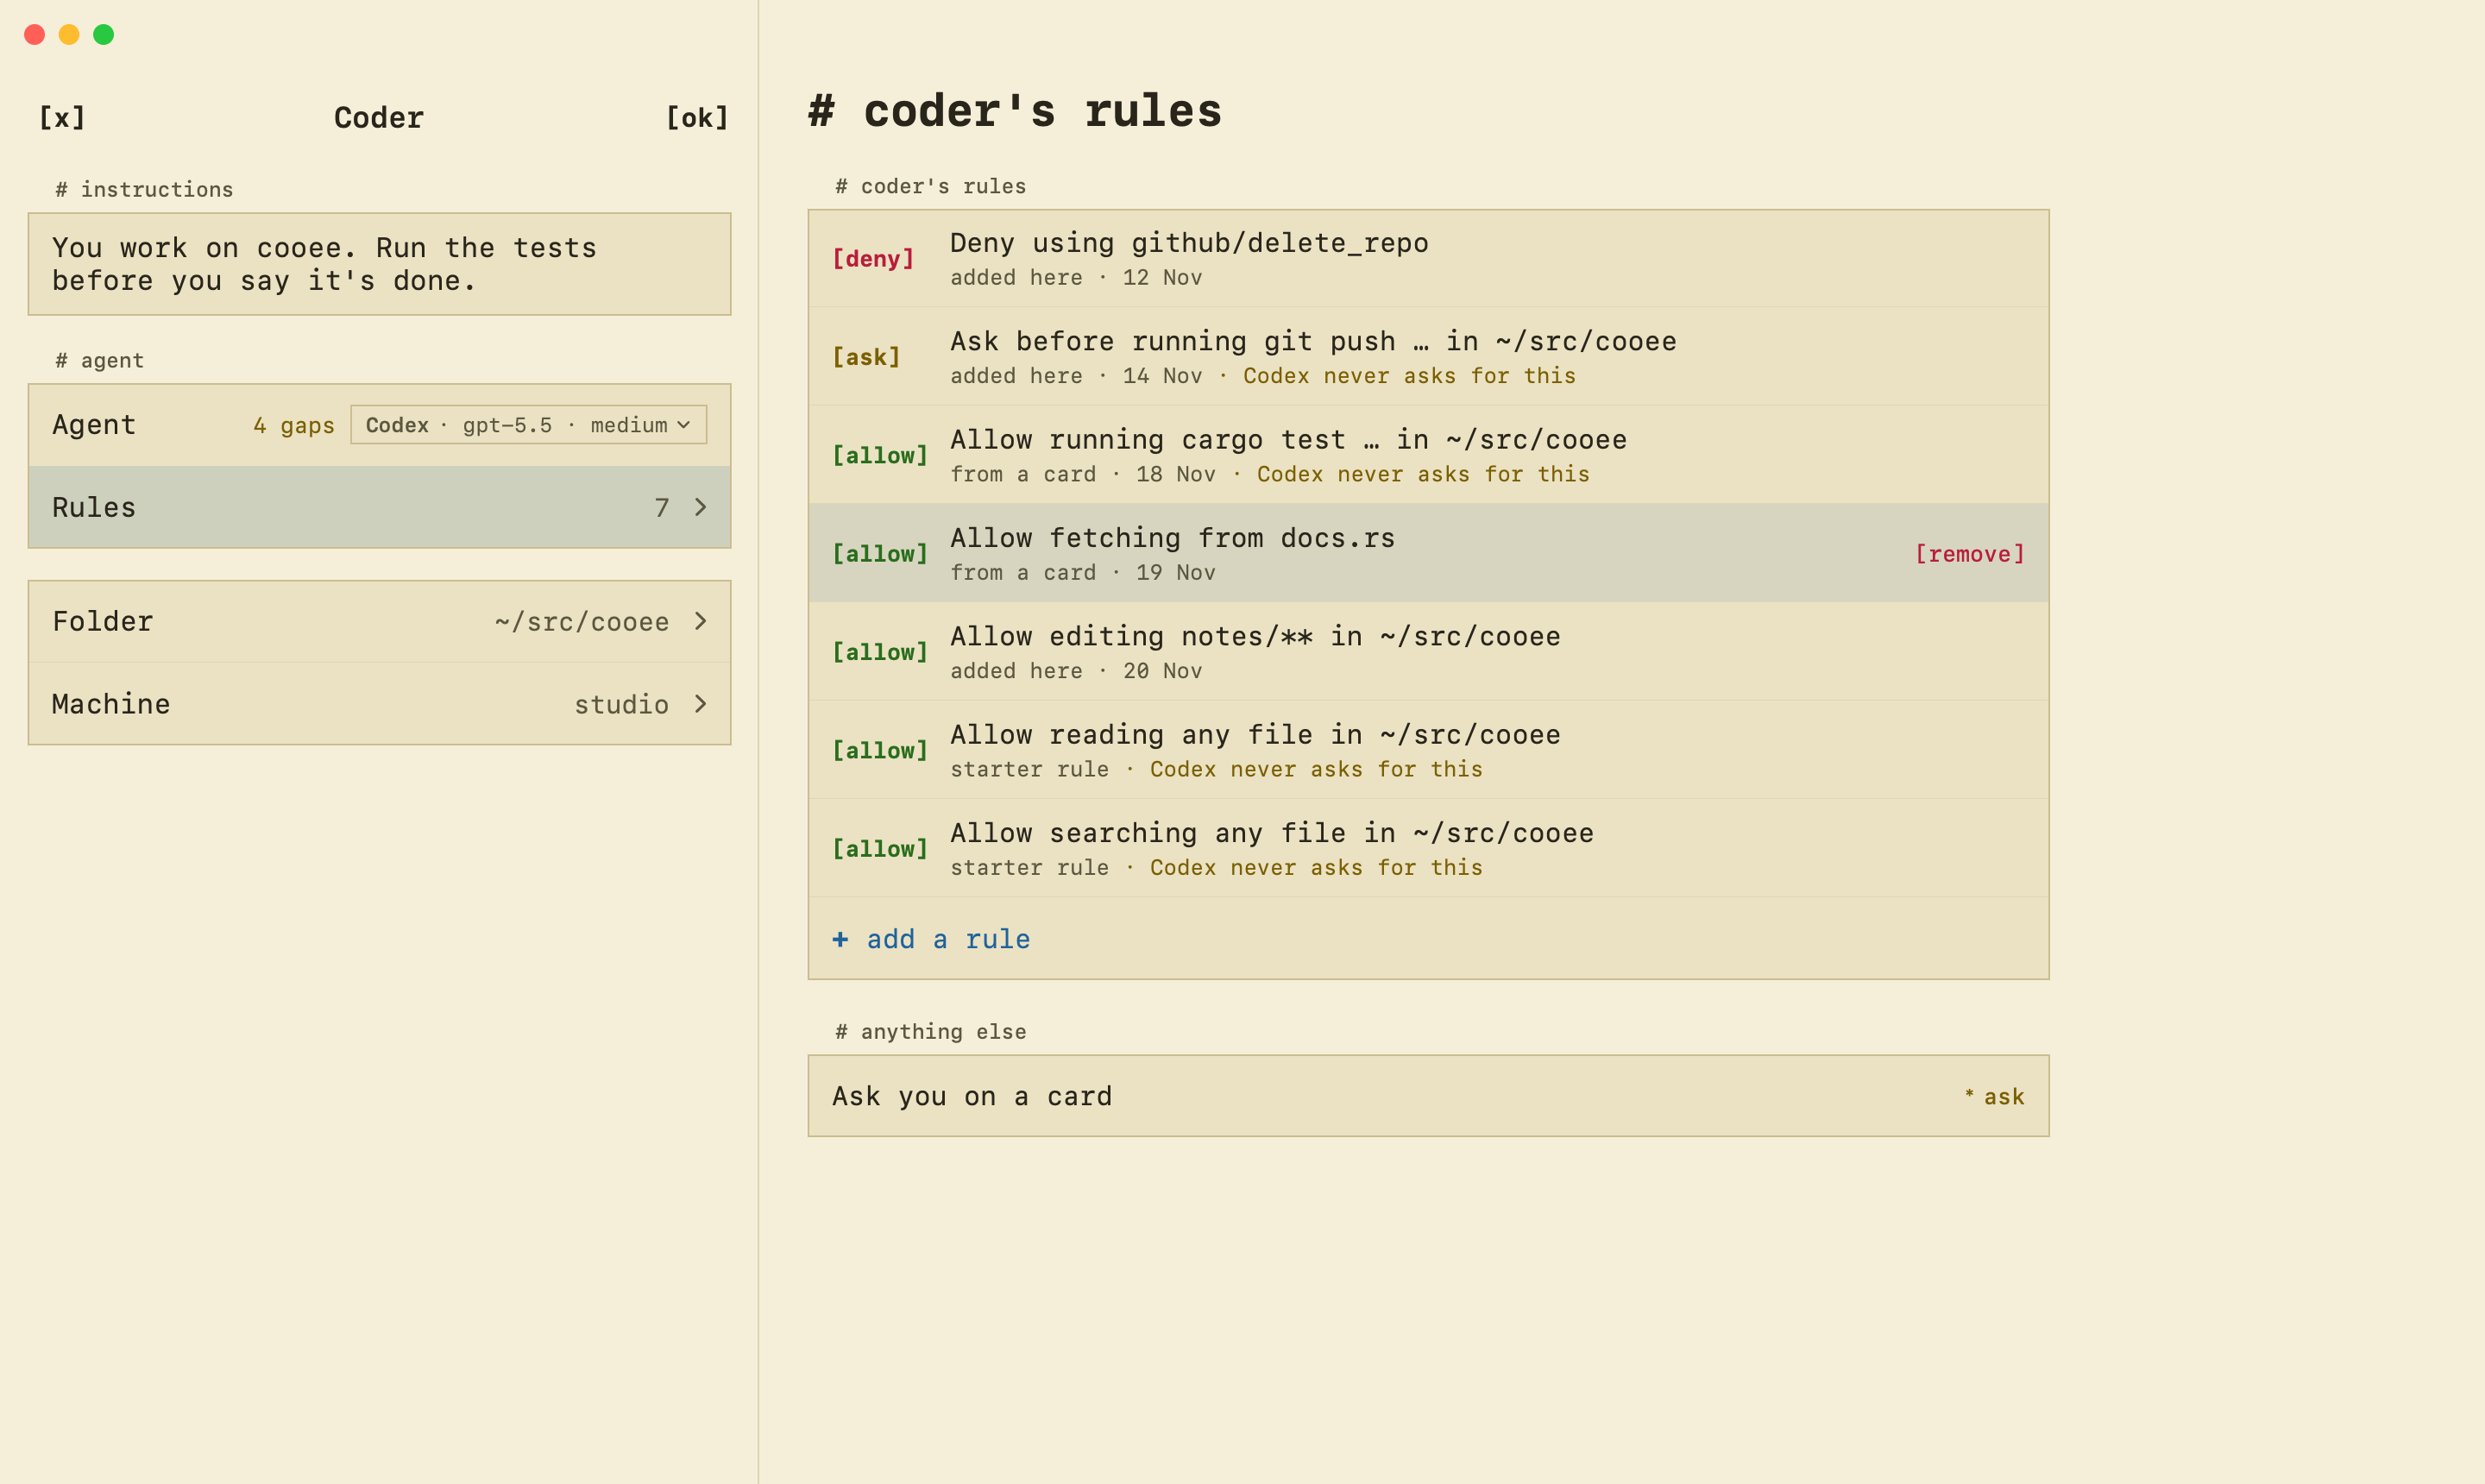 [x] Coder [ok]
# instructions
You work on cooee. Run the tests
before you say it's done.
# agent
Agent 4 gaps Codex · gpt-5.5 · medium
Rules 7
Folder ~/src/cooee
Machine studio
# coder's rules
# coder's rules
[deny] Deny using github/delete_repo
added here · 12 Nov
[ask] Ask before running git push … in ~/src/cooee
added here · 14 Nov · Codex never asks for this
[allow] Allow running cargo test … in ~/src/cooee
from a card · 18 Nov · Codex never asks for this
[allow] Allow fetching from docs.rs [remove]
from a card · 19 Nov
[allow] Allow editing notes/** in ~/src/cooee
added here · 20 Nov
[allow] Allow reading any file in ~/src/cooee
starter rule · Codex never asks for this
[allow] Allow searching any file in ~/src/cooee
starter rule · Codex never asks for this
+ add a rule
# anything else
Ask you on a card * ask